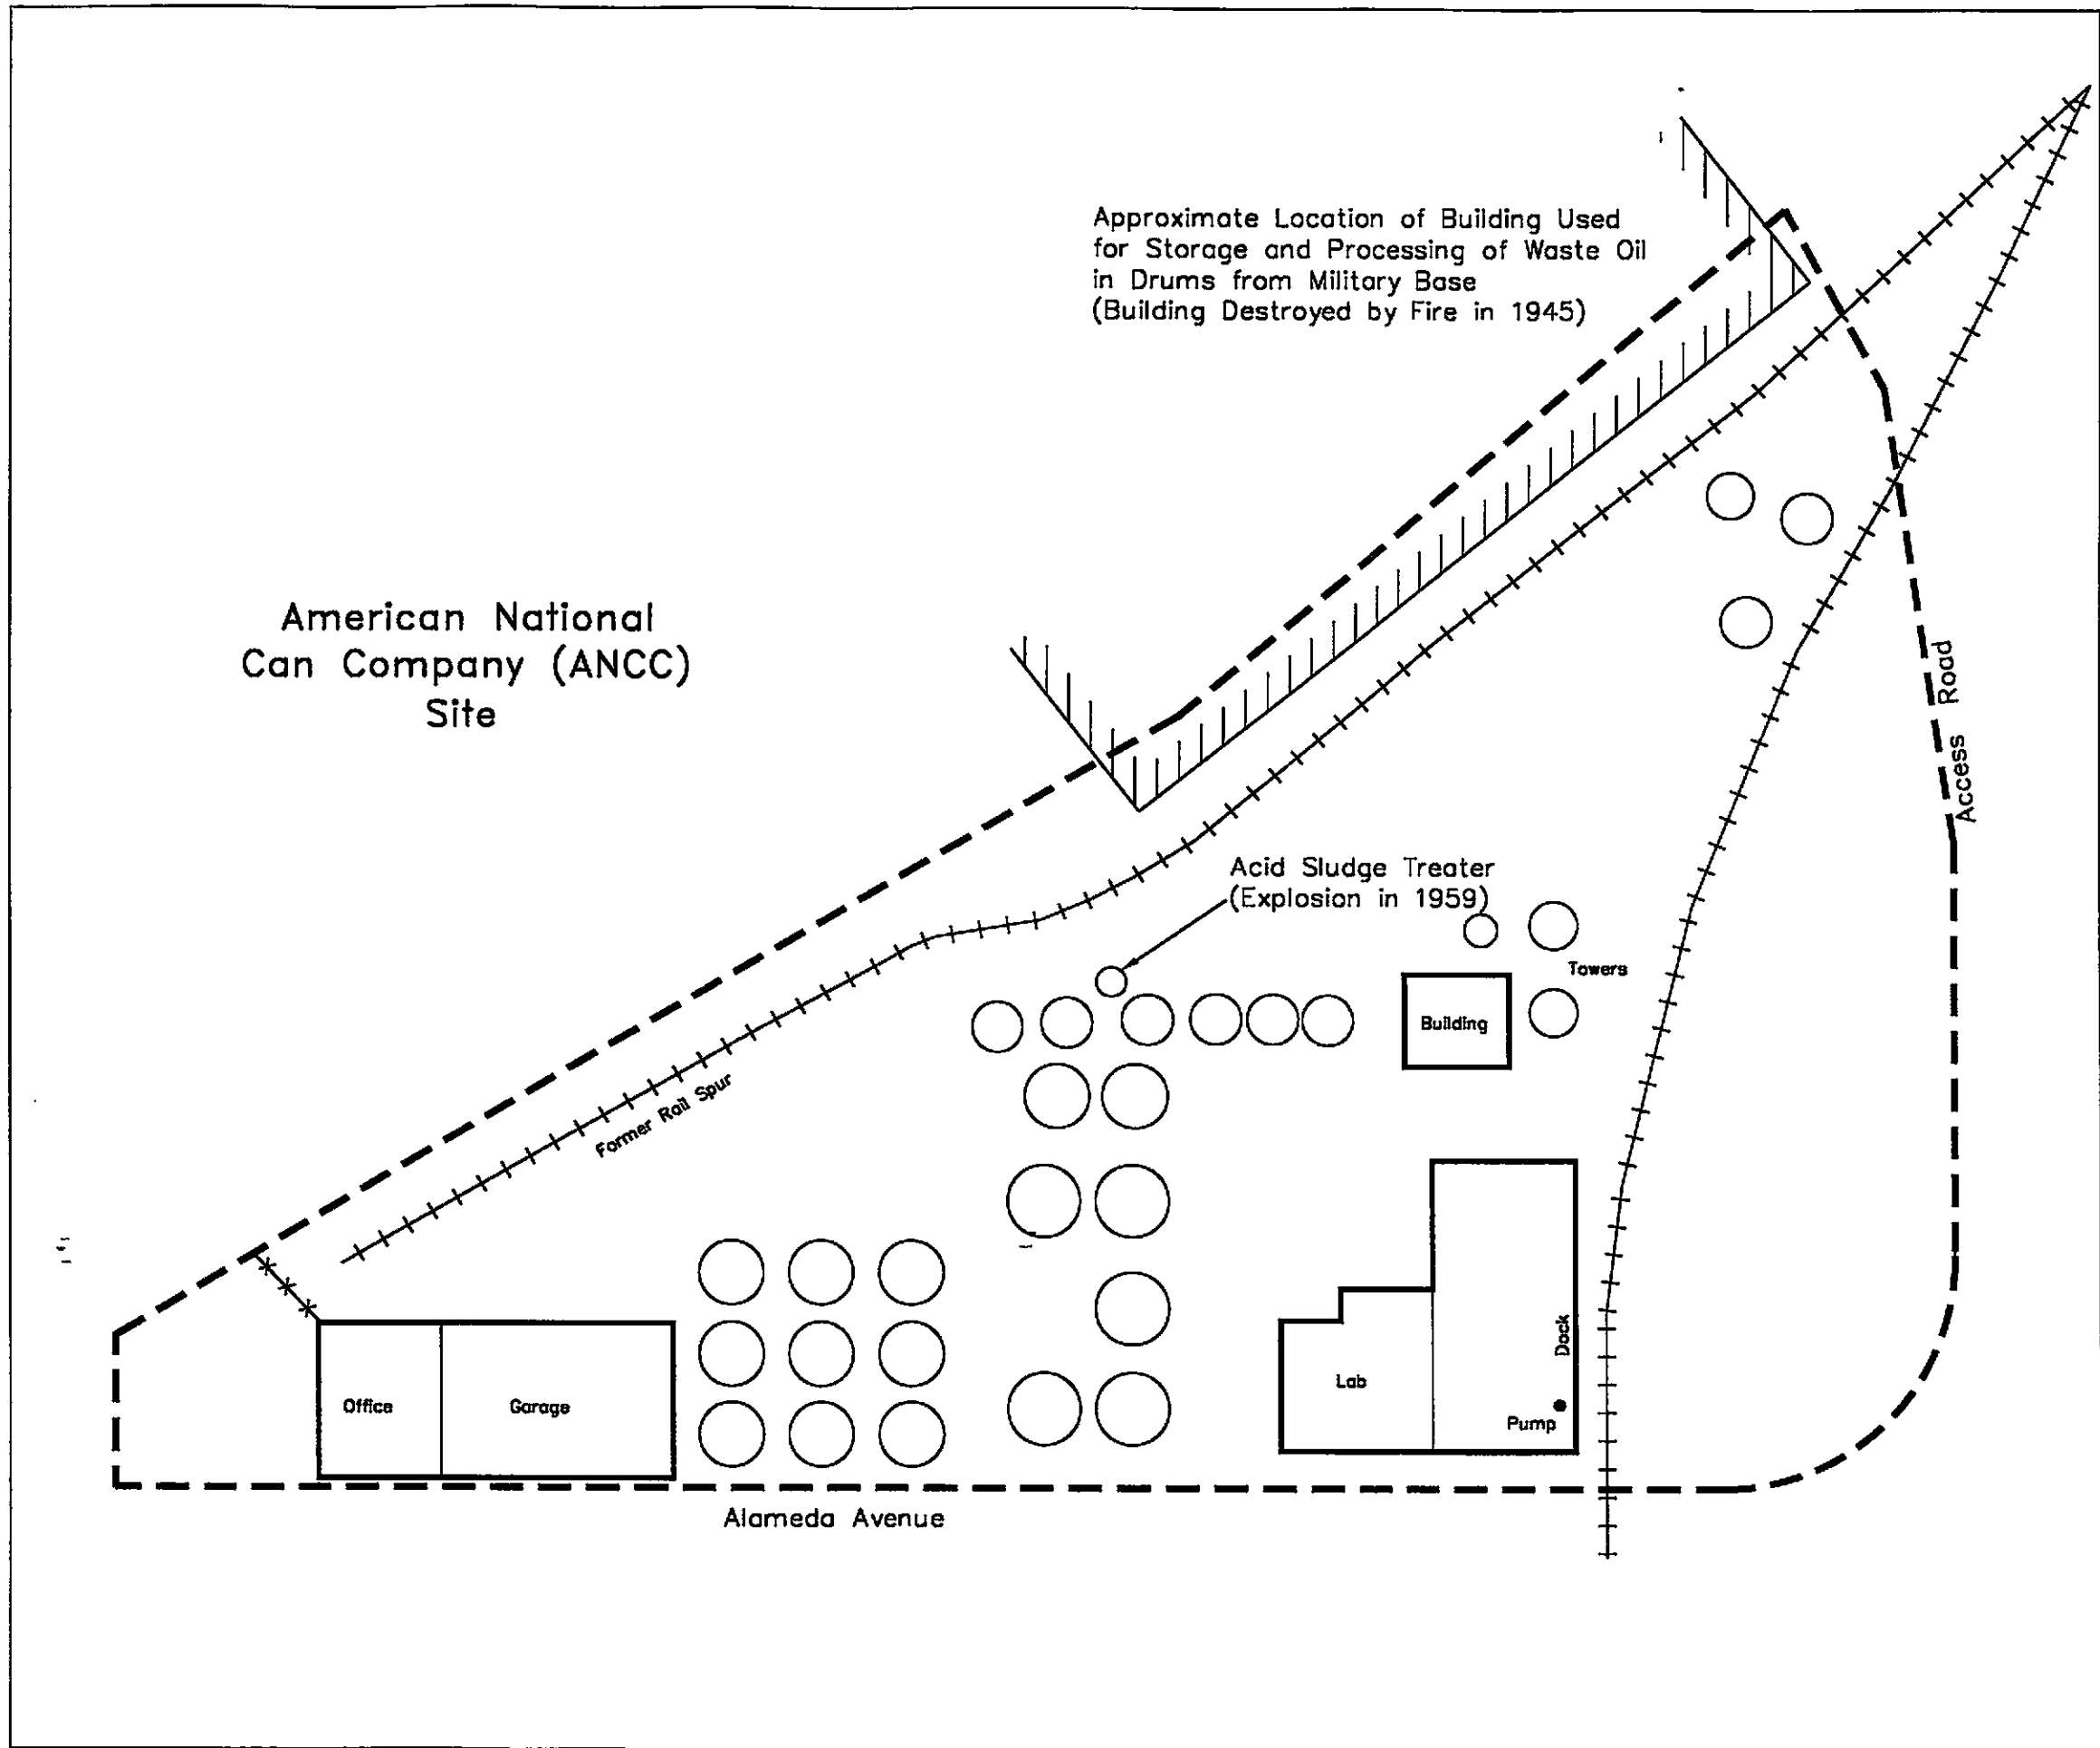 Approximate Location of Building Used
for Storage and Processing of Waste Oil
in Drums from Military Base
(Building Destroyed by Fire in 1945)
American National
Can Company (ANCC)
Site
Access Road
Acid Sludge Treater
(Explosion in 1959)
Towers
Building
Former Rail Spur
Dock
Lab
Office
Garage
Pump
Alameda Avenue